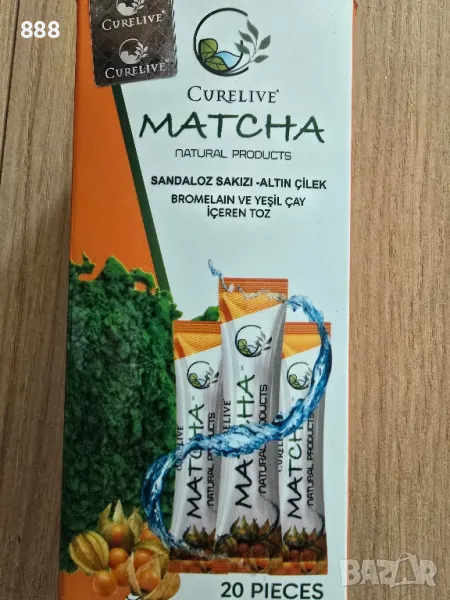 888
CURELIVE
CURELIVE
CURELIVE
MATCHA
NATURAL PRODUCTS
SANDALOZ SAKIZI -ALTIN ÇİLEK
BROMELAIN VE YEŞİL ÇAY
İÇEREN TOZ
MATCHA
NATURAL PRODUCTS
CURELIVE
MATCHA
NATURAL PRODUCTS
CURELIVE
MATCHA
NATURAL PRODUCTS
20 PIECES
BAZAR